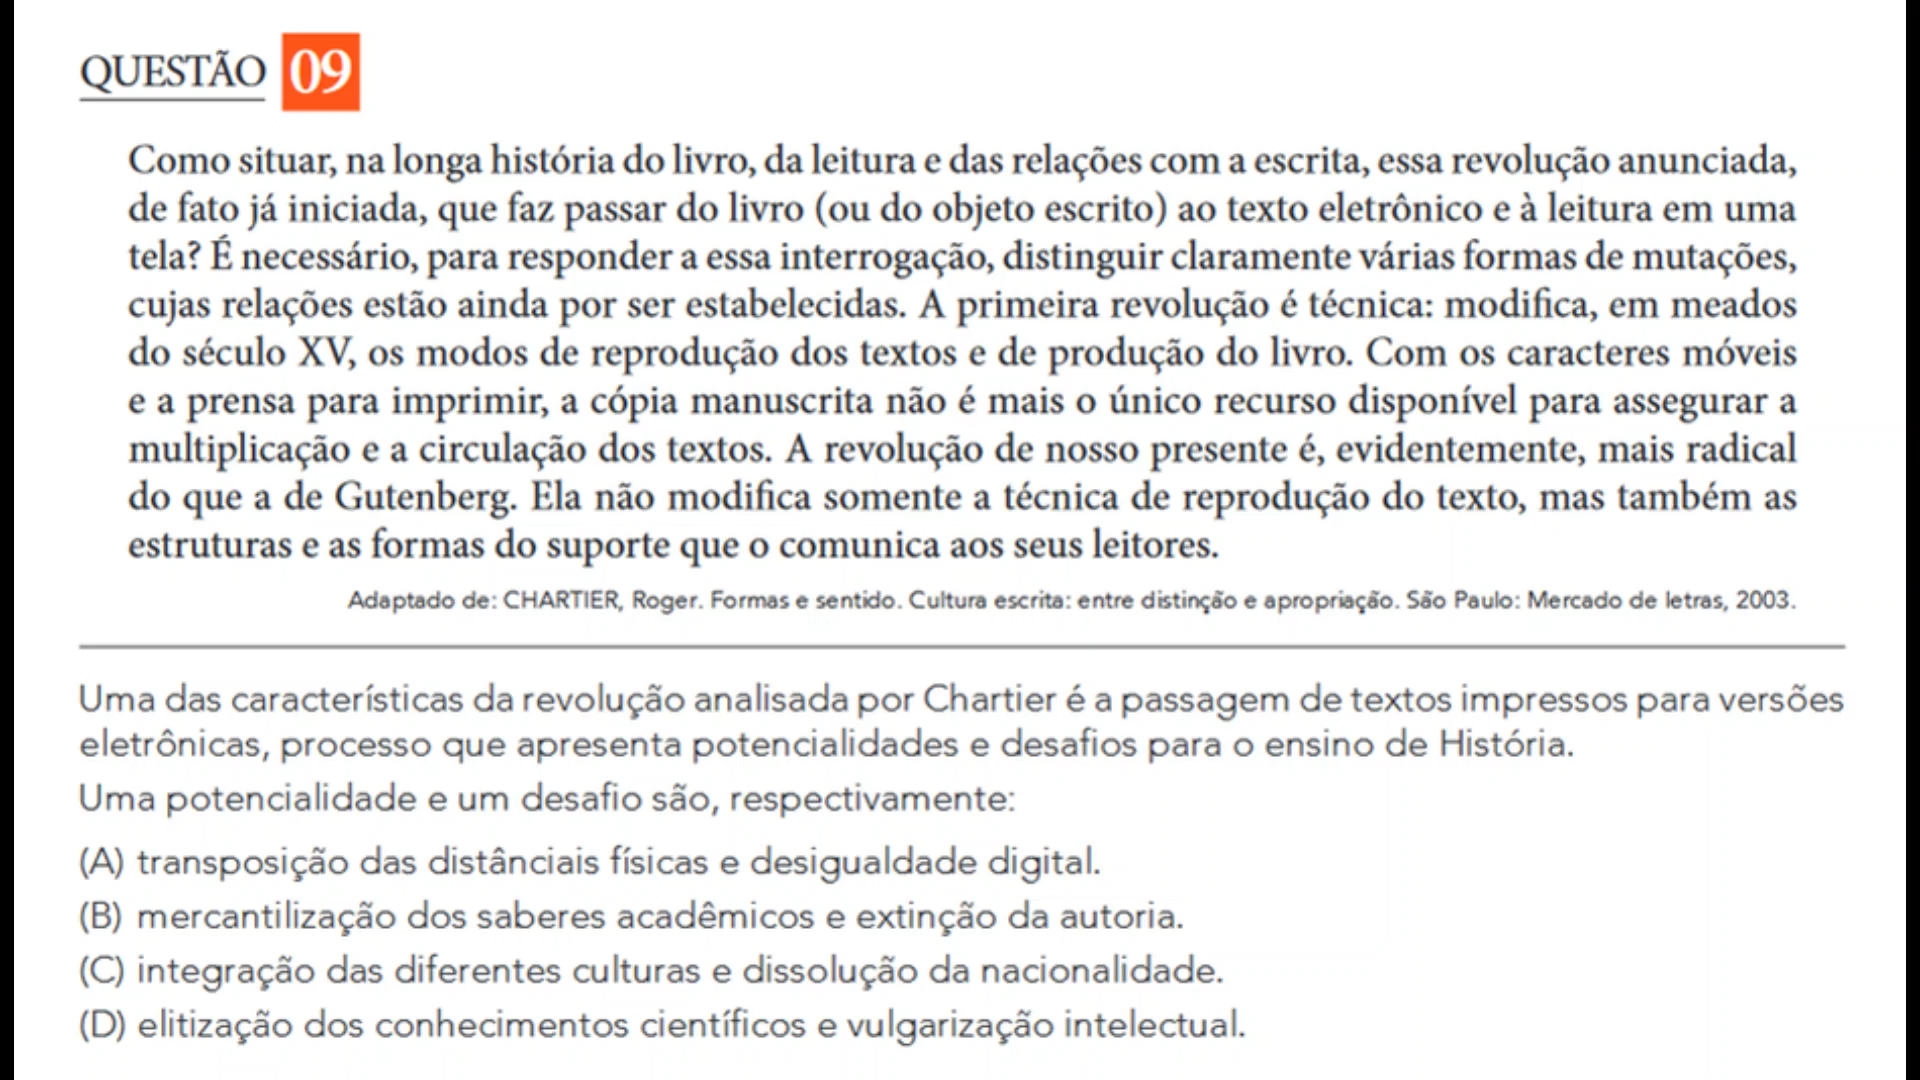 QUESTÃO 09
Como situar, na longa história do livro, da leitura e das relações com a escrita, essa revolução anunciada,
de fato já iniciada, que faz passar do livro (ou do objeto escrito) ao texto eletrônico e à leitura em uma
tela? É necessário, para responder a essa interrogação, distinguir claramente várias formas de mutações,
cujas relações estão ainda por ser estabelecidas. A primeira revolução é técnica: modifica, em meados
do século XV, os modos de reprodução dos textos e de produção do livro. Com os caracteres móveis
e a prensa para imprimir, a cópia manuscrita não é mais o único recurso disponível para assegurar a
multiplicação e a circulação dos textos. A revolução de nosso presente é, evidentemente, mais radical
do que a de Gutenberg. Ela não modifica somente a técnica de reprodução do texto, mas também as
estruturas e as formas do suporte que o comunica aos seus leitores.
Adaptado de: CHARTIER, Roger. Formas e sentido. Cultura escrita: entre distinção e apropriação. São Paulo: Mercado de letras, 2003.
Uma das características da revolução analisada por Chartier é a passagem de textos impressos para versões
eletrônicas, processo que apresenta potencialidades e desafios para o ensino de História.
Uma potencialidade e um desafio são, respectivamente:
(A) transposição das distânciais físicas e desigualdade digital.
(B) mercantilização dos saberes acadêmicos e extinção da autoria.
(C) integração das diferentes culturas e dissolução da nacionalidade.
(D) elitização dos conhecimentos científicos e vulgarização intelectual.